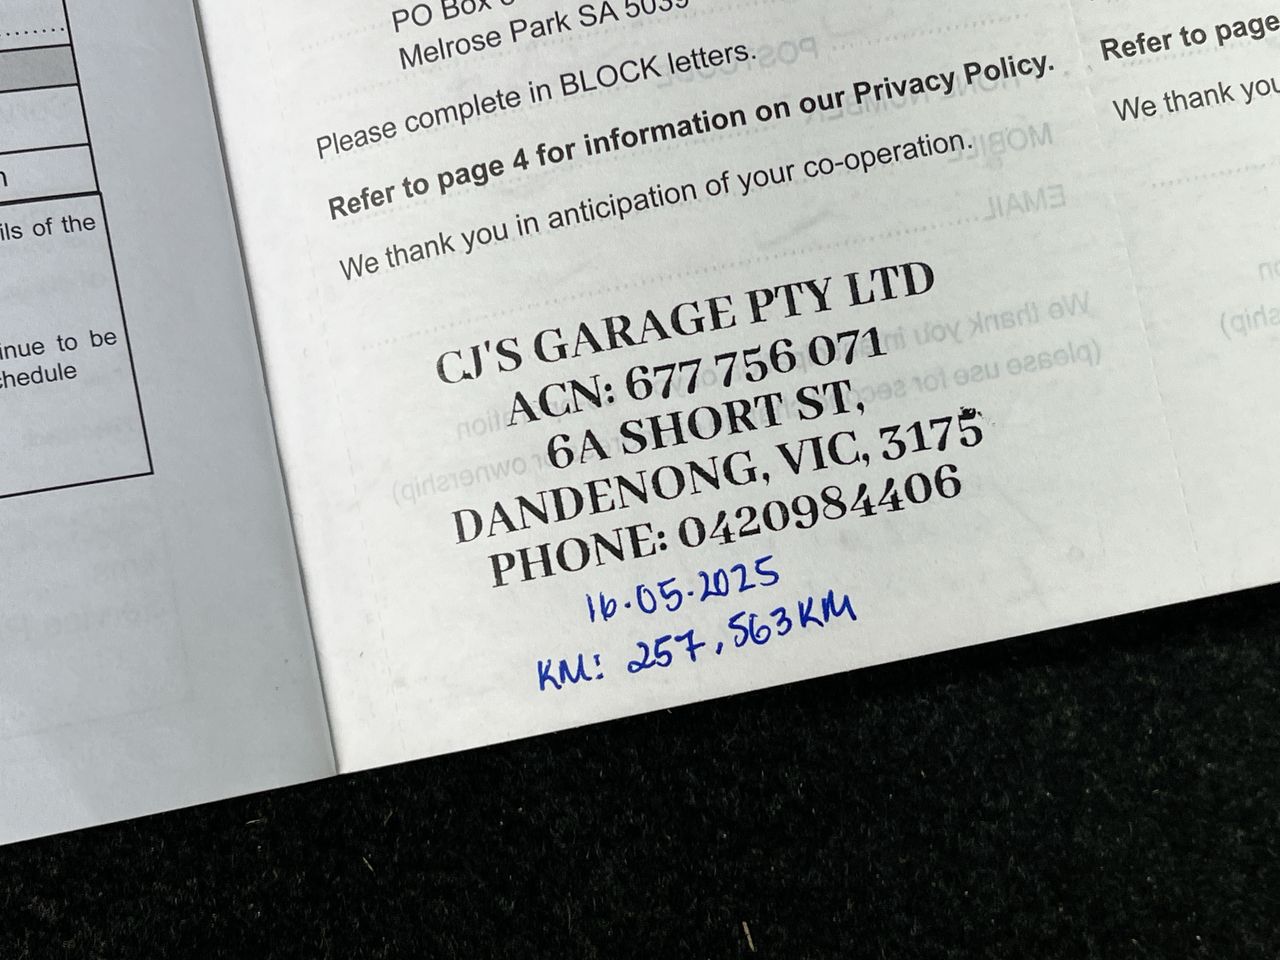 PO Box
Melrose Park SA 5039
Please complete in BLOCK letters.
Refer to page 4 for information on our Privacy Policy.
We thank you in anticipation of your co-operation.
Refer to page
We thank you
ils of the
inue to be
chedule
CJ'S GARAGE PTY LTD
ACN: 677 756 071
6A SHORT ST,
DANDENONG, VIC, 3175
PHONE: 0420984406
16.05.2025
KM: 257,563KM